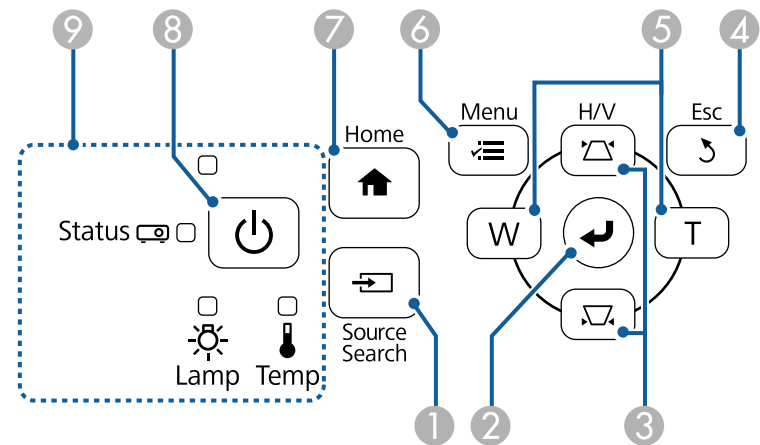 9 8 7 6 5 4
Menu H/V Esc
Home
Status
W T
Source
Search
Lamp Temp
1 2 3